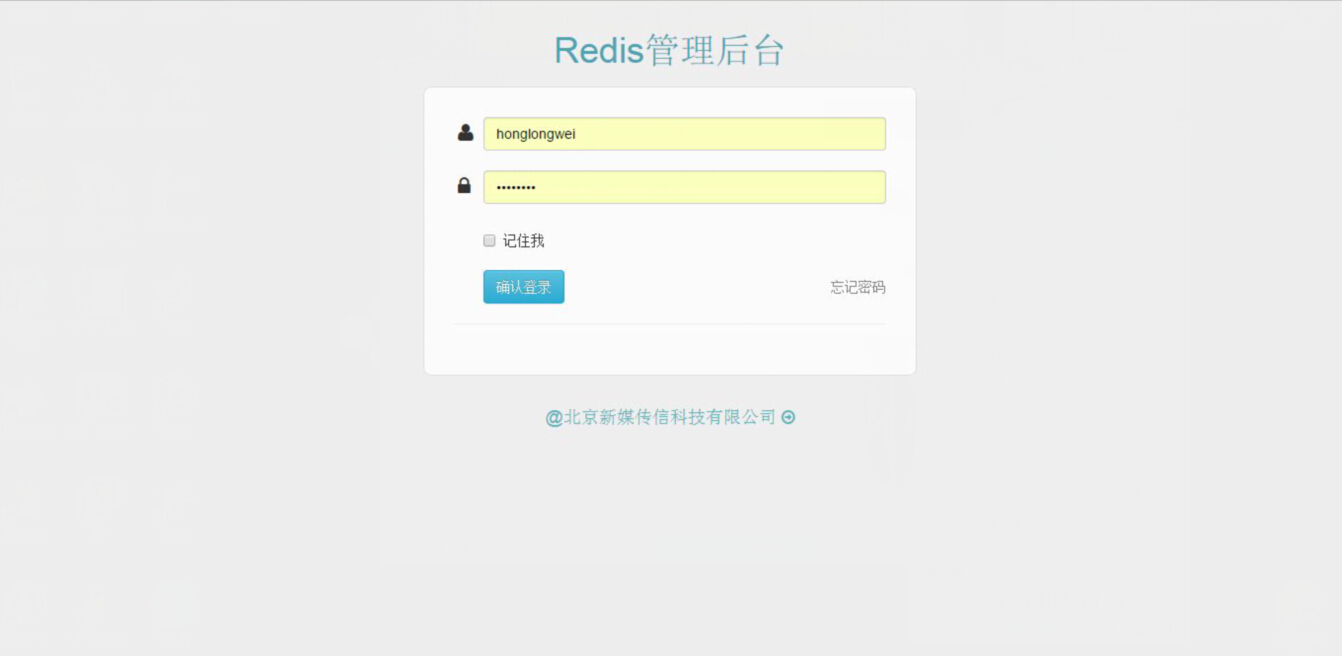 Redis管理后台
honglongwei
••••••••
记住我
确认登录 忘记密码
@北京新媒传信科技有限公司